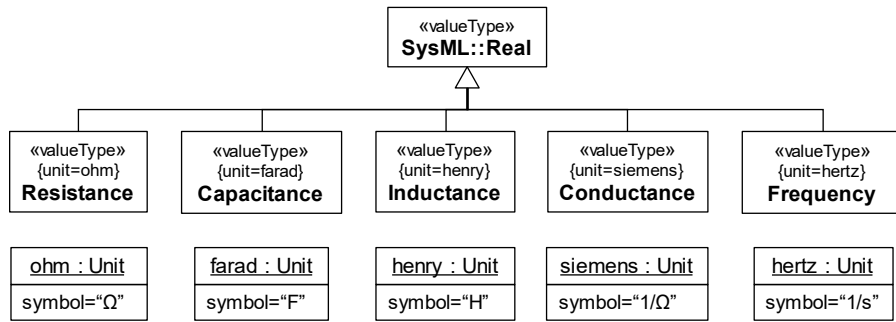 «valueType»
SysML::Real
«valueType»
{unit=ohm}
Resistance
«valueType»
{unit=farad}
Capacitance
«valueType»
{unit=henry}
Inductance
«valueType»
{unit=siemens}
Conductance
«valueType»
{unit=hertz}
Frequency
ohm : Unit
symbol=“Ω”
farad : Unit
symbol=“F”
henry : Unit
symbol=“H”
siemens : Unit
symbol=“1/Ω”
hertz : Unit
symbol=“1/s”